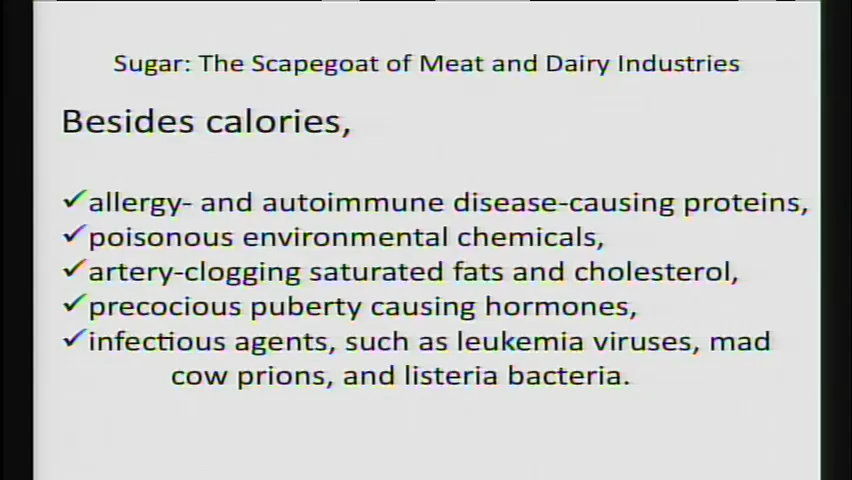 Sugar: The Scapegoat of Meat and Dairy Industries
Besides calories,
✓allergy- and autoimmune disease-causing proteins,
✓poisonous environmental chemicals,
✓artery-clogging saturated fats and cholesterol,
✓precocious puberty causing hormones,
✓infectious agents, such as leukemia viruses, mad
cow prions, and listeria bacteria.